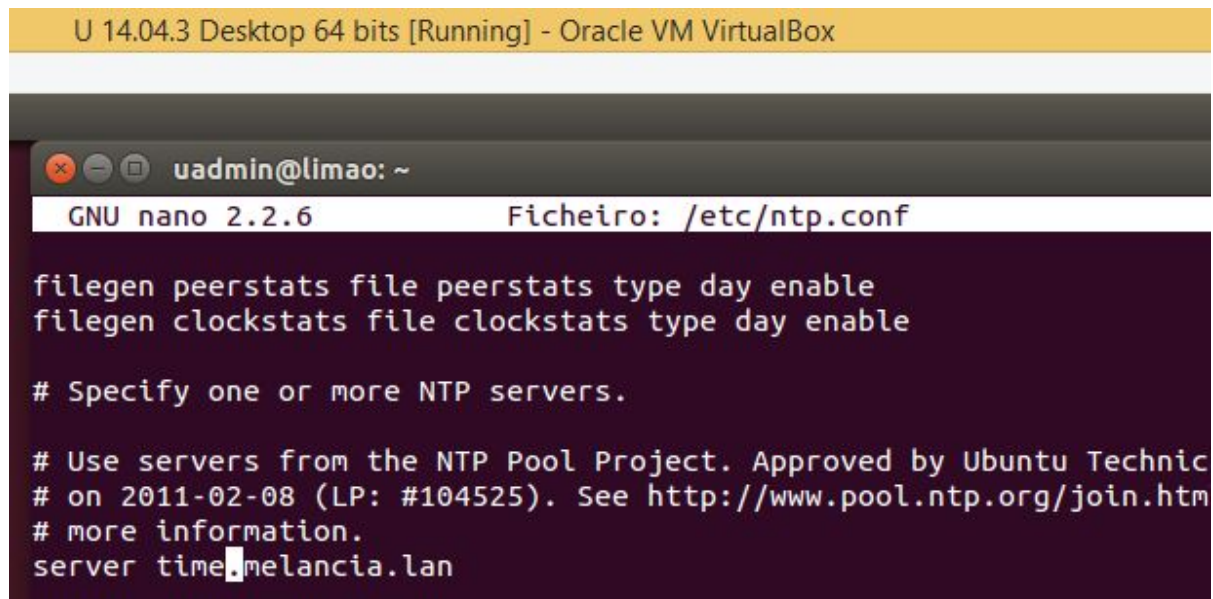 U 14.04.3 Desktop 64 bits [Running] - Oracle VM VirtualBox
uadmin@limao: ~
GNU nano 2.2.6 Ficheiro: /etc/ntp.conf
filegen peerstats file peerstats type day enable
filegen clockstats file clockstats type day enable
# Specify one or more NTP servers.
# Use servers from the NTP Pool Project. Approved by Ubuntu Technic
# on 2011-02-08 (LP: #104525). See http://www.pool.ntp.org/join.htm
# more information.
server time.melancia.lan